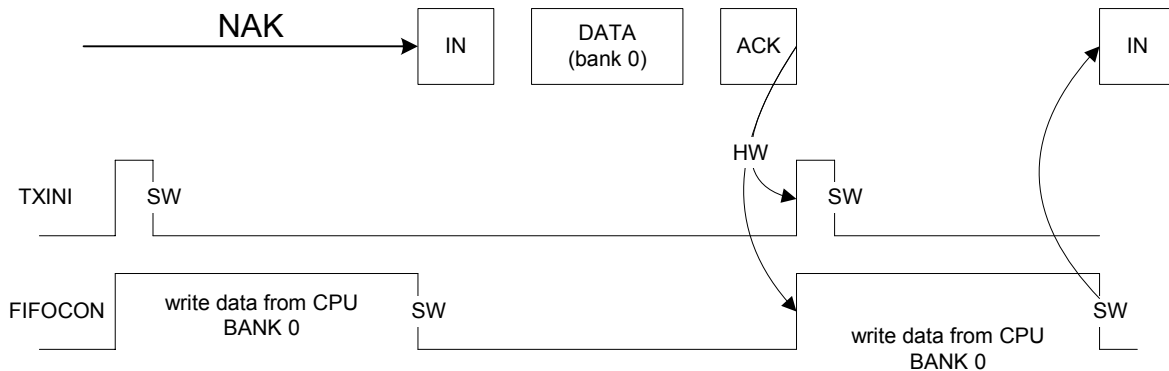 NAK
IN
DATA
(bank 0)
ACK
IN
HW
TXINI
SW
SW
FIFOCON
write data from CPU
BANK 0
SW
write data from CPU
BANK 0
SW